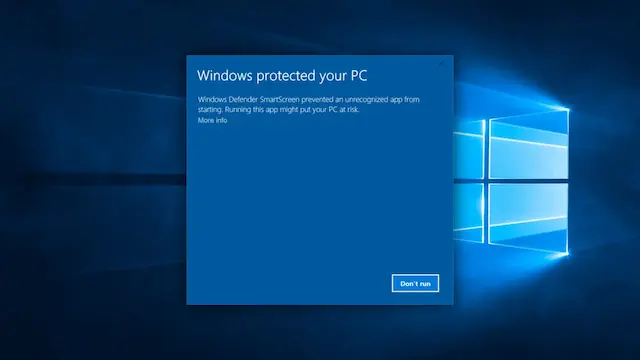 Windows protected your PC
Windows Defender SmartScreen prevented an unrecognized app from
starting. Running this app might put your PC at risk.
More info
Don't run